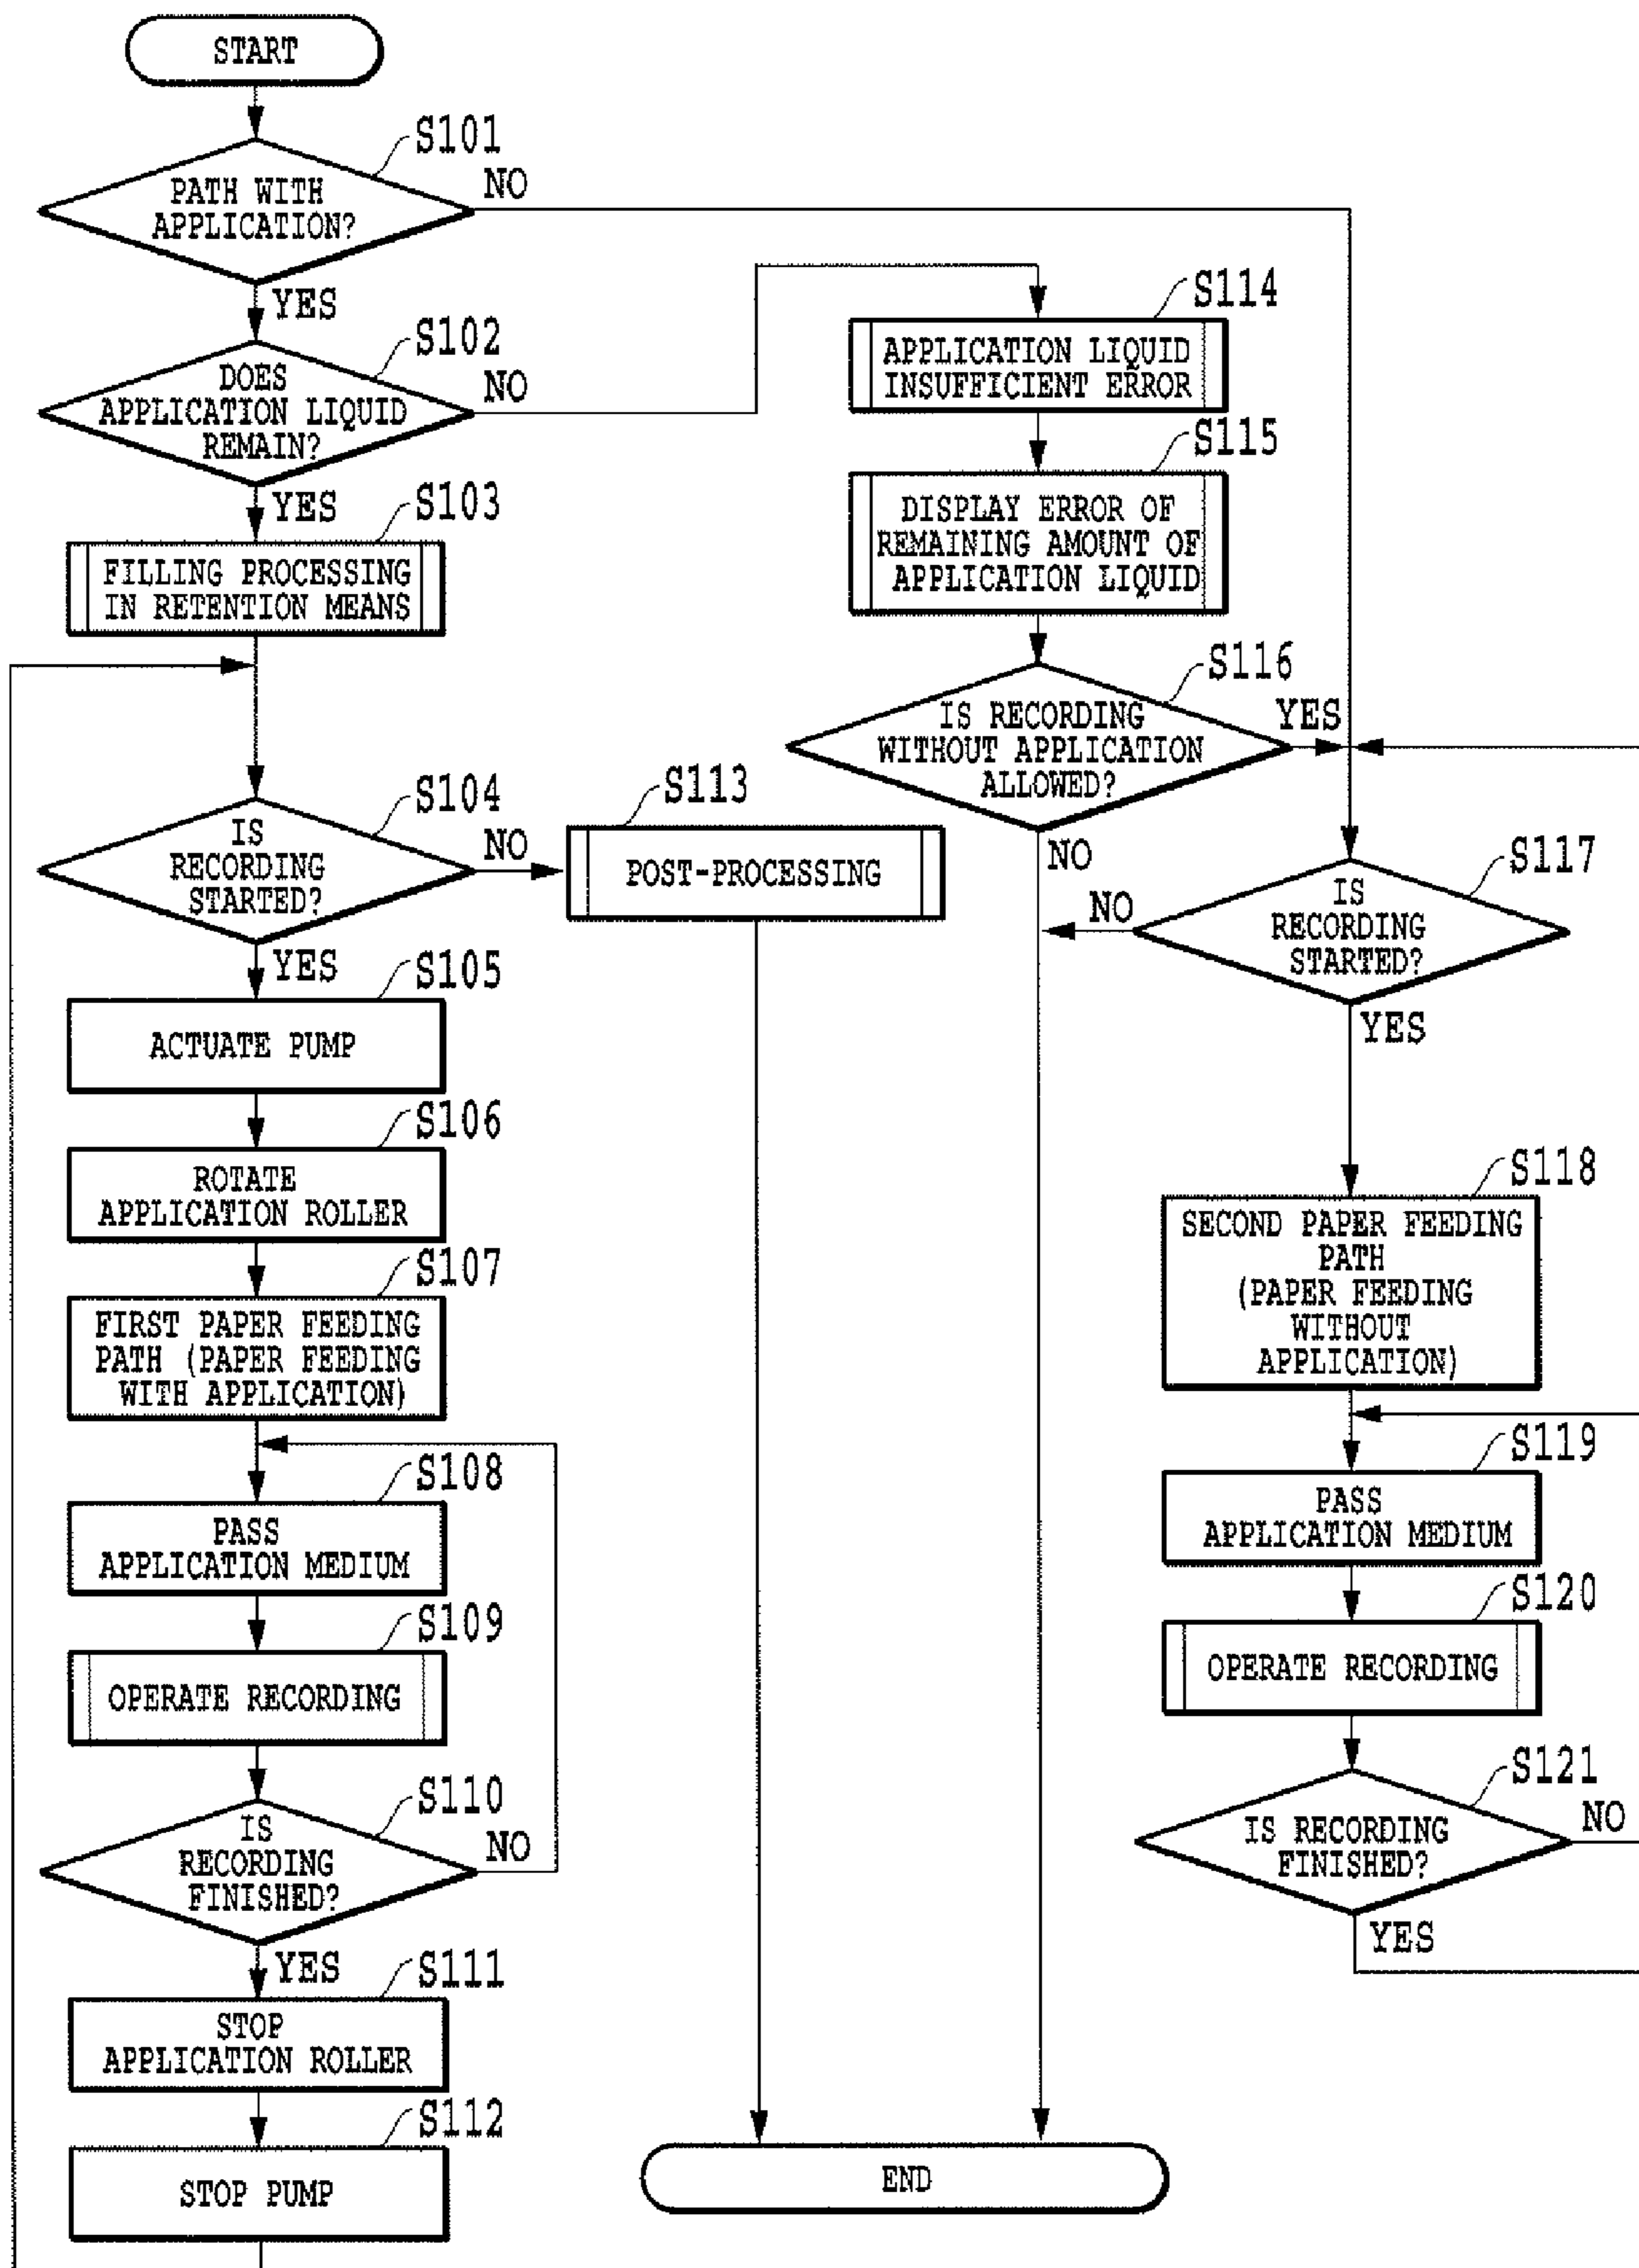 START
S101
PATH WITH
APPLICATION?
NO
YES
S102
DOES
APPLICATION LIQUID
REMAIN?
NO
YES
S103
FILLING PROCESSING
IN RETENTION MEANS
S104
IS
RECORDING
STARTED?
NO
YES
S105
ACTUATE PUMP
S106
ROTATE
APPLICATION ROLLER
S107
FIRST PAPER FEEDING
PATH (PAPER FEEDING
WITH APPLICATION)
S108
PASS
APPLICATION MEDIUM
S109
OPERATE RECORDING
S110
IS
RECORDING
FINISHED?
NO
YES
S111
STOP
APPLICATION ROLLER
S112
STOP PUMP
S113
POST-PROCESSING
S114
APPLICATION LIQUID
INSUFFICIENT ERROR
S115
DISPLAY ERROR OF
REMAINING AMOUNT OF
APPLICATION LIQUID
S116
IS RECORDING
WITHOUT APPLICATION
ALLOWED?
YES
NO
S117
IS
RECORDING
STARTED?
NO
YES
S118
SECOND PAPER FEEDING
PATH
(PAPER FEEDING
WITHOUT
APPLICATION)
S119
PASS
APPLICATION MEDIUM
S120
OPERATE RECORDING
S121
IS RECORDING
FINISHED?
NO
YES
END